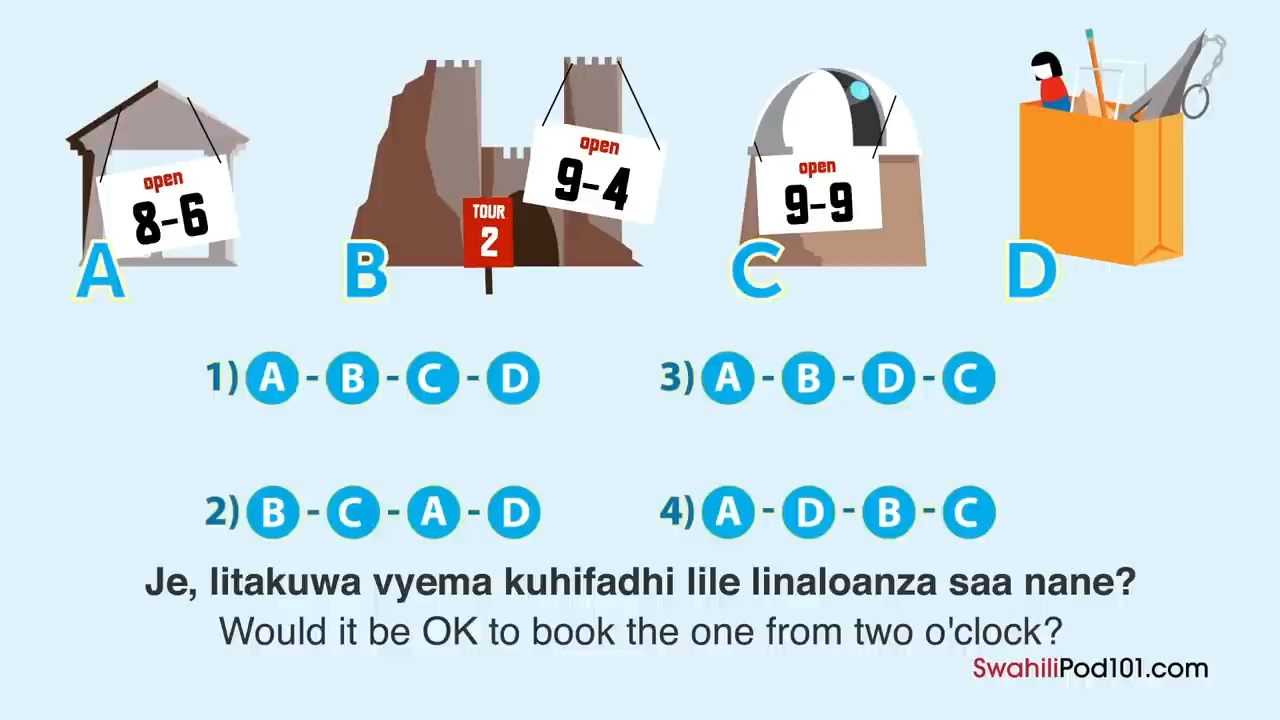 open
8-6
A
TOUR
2
open
9-4
B
open
9-9
C
D
1) A - B - C - D
3) A - B - D - C
2) B - C - A - D
4) A - D - B - C
Je, litakuwa vyema kuhifadhi lile linaloanza saa nane?
Would it be OK to book the one from two o'clock?
SwahiliPod101.com